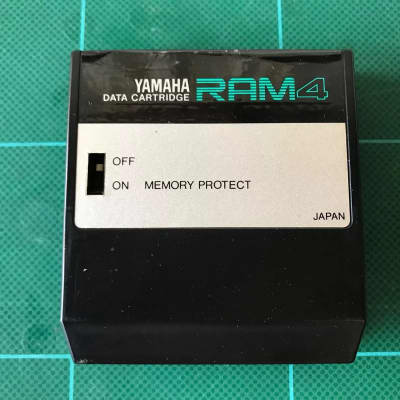 YAMAHA
DATA CARTRIDGE RAM4
OFF
ON MEMORY PROTECT
JAPAN